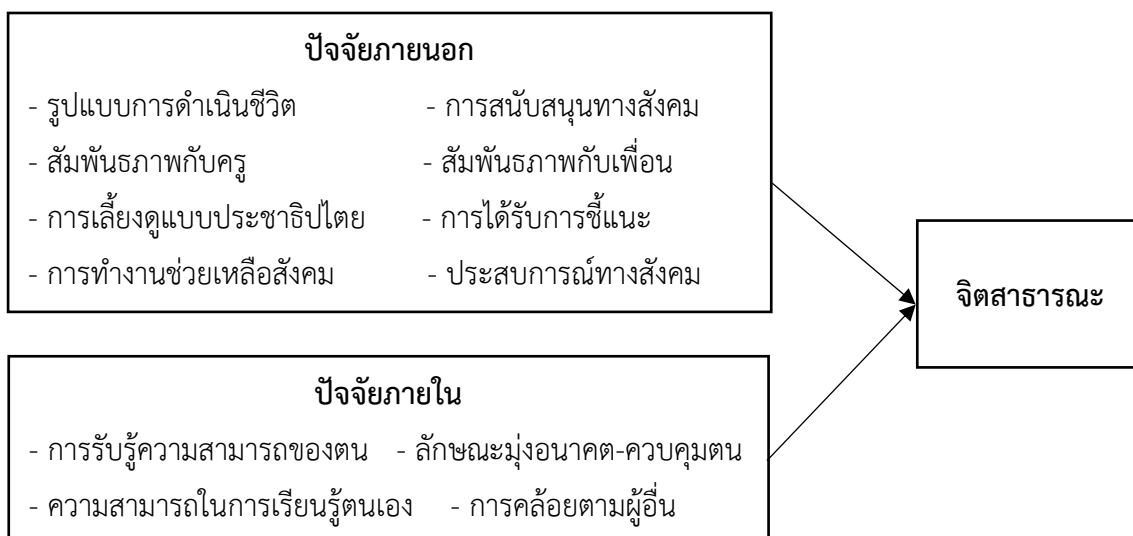 ปัจจัยภายนอก
- รูปแบบการดำเนินชีวิต - การสนับสนุนทางสังคม
- สัมพันธภาพกับครู - สัมพันธภาพกับเพื่อน
- การเลี้ยงดูแบบประชาธิปไตย - การได้รับการชี้แนะ
- การทำงานช่วยเหลือสังคม - ประสบการณ์ทางสังคม
จิตสาธารณะ
ปัจจัยภายใน
- การรับรู้ความสามารถของตน - ลักษณะมุ่งอนาคต-ควบคุมตน
- ความสามารถในการเรียนรู้ตนเอง - การคล้อยตามผู้อื่น